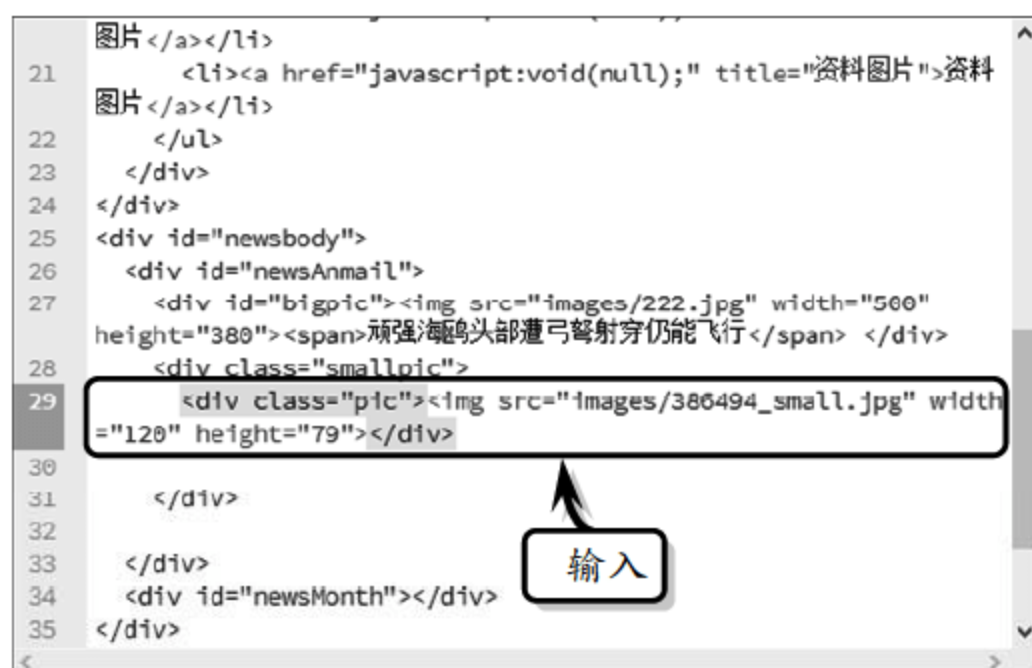 图片</a></li>
21 <li><a href="javascript:void(null);" title="资料图片">资料
图片</a></li>
22 </ul>
23 </div>
24 </div>
25 <div id="newsbody">
26 <div id="newsAnmail">
27 <div id="bigpic"><img src="images/222.jpg" width="500"
height="380"><span>顽强海鸥头部遭弓弩射穿仍能飞行</span> </div>
28 <div class="smallpic">
29 <div class="pic"><img src="images/386494_small.jpg" width
="120" height="79"></div>
30
31 </div>
32
输入
33 </div>
34 <div id="newsMonth"></div>
35 </div>